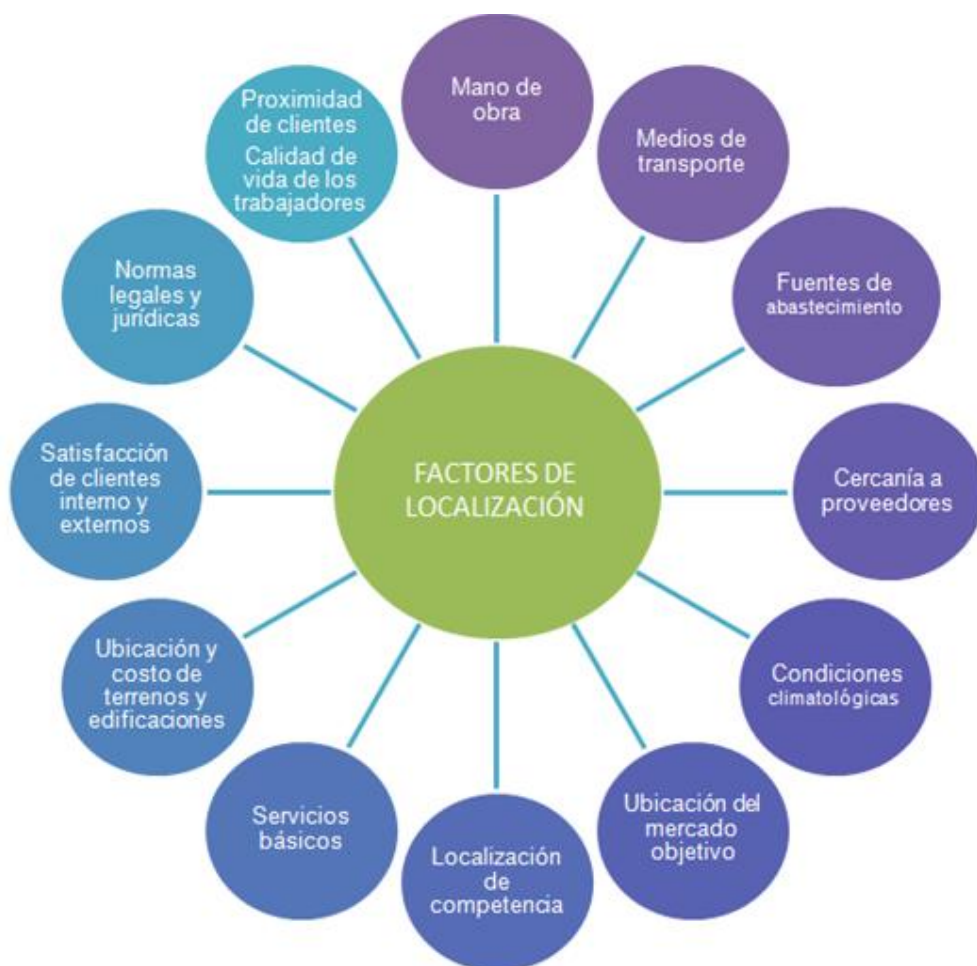 FACTORES DE
LOCALIZACIÓN
Mano de
obra
Medios de
transporte
Fuentes de
abastecimiento
Cercanía a
proveedores
Condiciones
climatológicas
Ubicación del
mercado
objetivo
Localización
de
competencia
Servicios
básicos
Ubicación y
costo de
terrenos y
edificaciones
Satisfacción
de clientes
interno y
externos
Normas
legales y
jurídicas
Proximidad
de clientes
Calidad de
vida de los
trabajadores